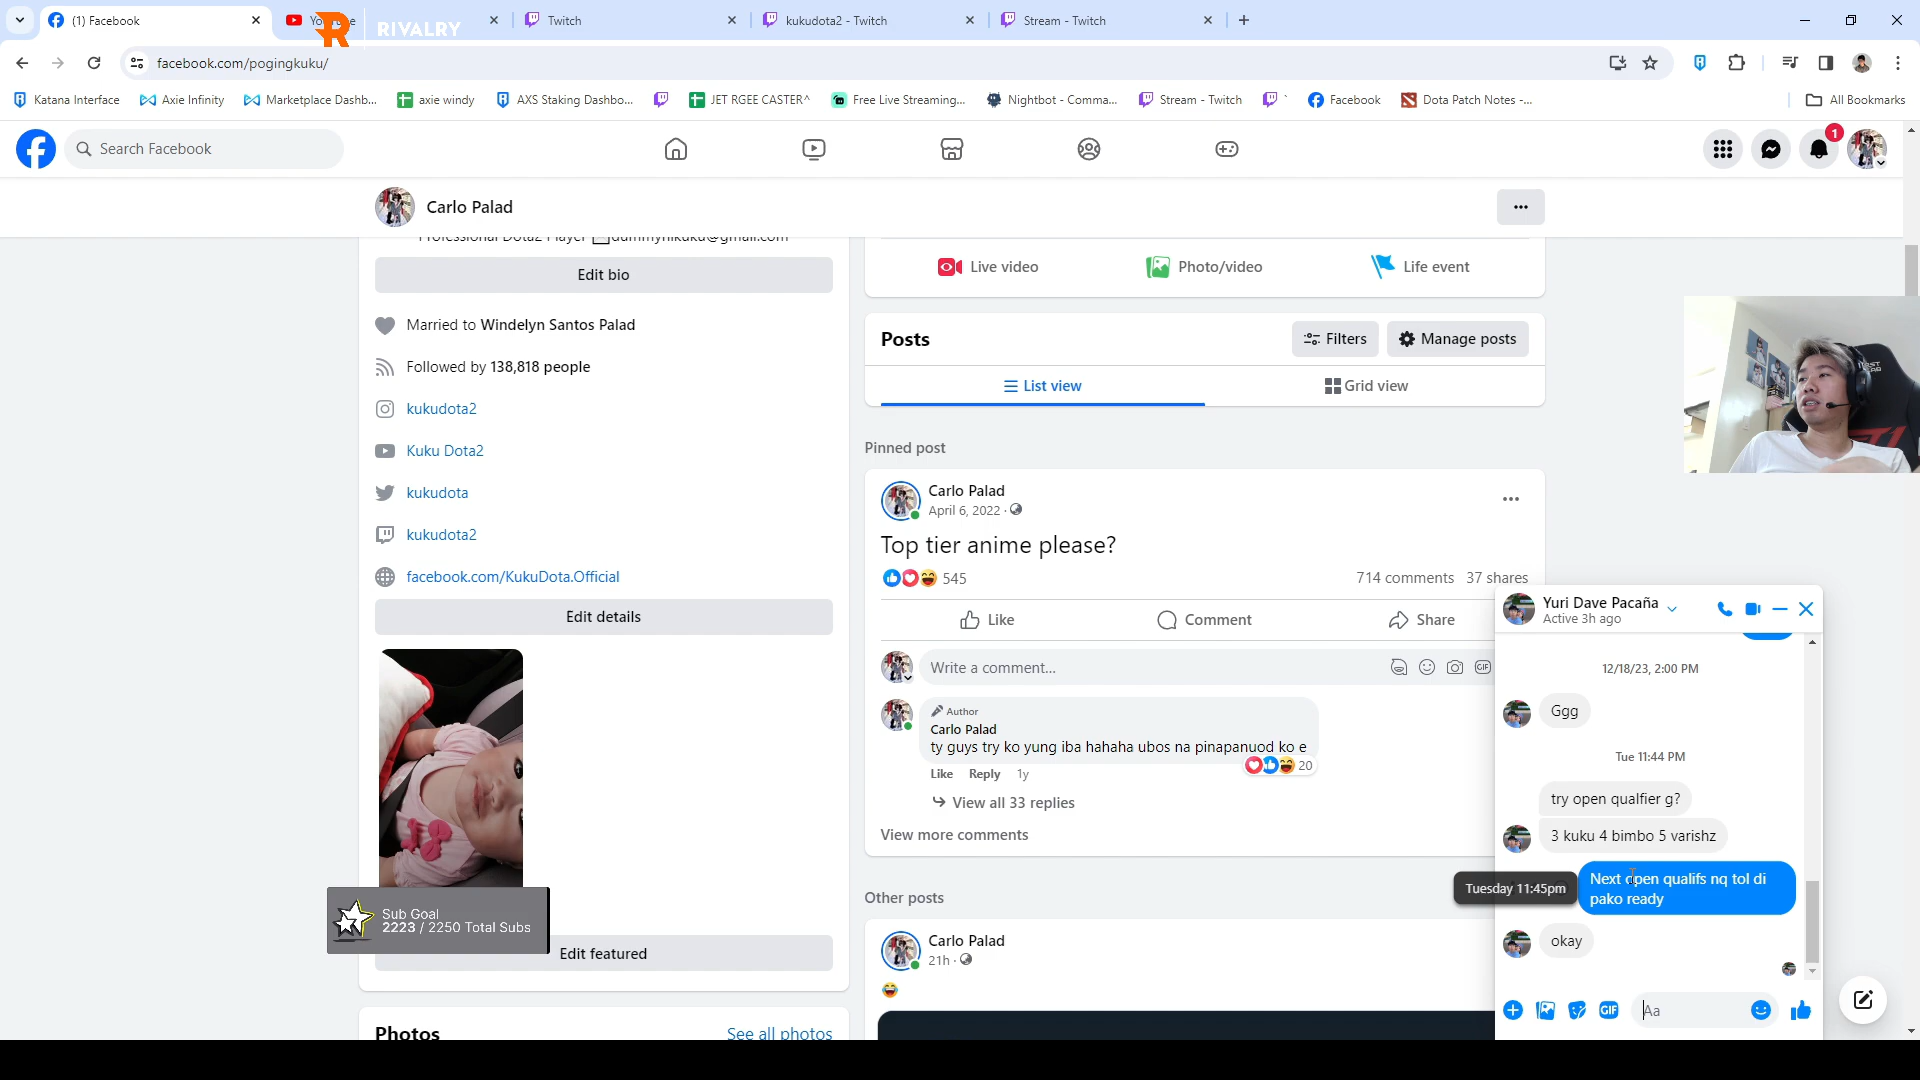 (1) Facebook
Twitch
kukudota2 - Twitch
Stream - Twitch
RIVALRY
facebook.com/pogingkuku/
Katana Interface
Axie Infinity
Marketplace Dashb...
axie windy
AXS Staking Dashbo...
JET RGEE CASTER^
Free Live Streaming...
Nightbot - Comma...
Stream - Twitch
`
Facebook
Dota Patch Notes -...
All Bookmarks
Search Facebook
1
Carlo Palad
Edit bio
Married to Windelyn Santos Palad
Followed by 138,818 people
kukudota2
Kuku Dota2
kukudota
kukudota2
facebook.com/KukuDota.Official
Edit details
Sub Goal
2223 / 2250 Total Subs
Edit featured
Photos
See all photos
Live video
Photo/video
Life event
Posts
Filters
Manage posts
List view
Grid view
Pinned post
Carlo Palad
April 6, 2022 ·
Top tier anime please?
545
714 comments 37 shares
Like
Comment
Share
Write a comment...
GIF
Author
Carlo Palad
ty guys try ko yung iba hahaha ubos na pinapanuod ko e
20
Like Reply 1y
View all 33 replies
View more comments
Other posts
Carlo Palad
21h ·
Yuri Dave Pacaña
Active 3h ago
12/18/23, 2:00 PM
Ggg
Tue 11:44 PM
try open qualfier g?
3 kuku 4 bimbo 5 varishz
Tuesday 11:45pm
Next open qualifs nq tol di
pako ready
okay
GIF
Aa